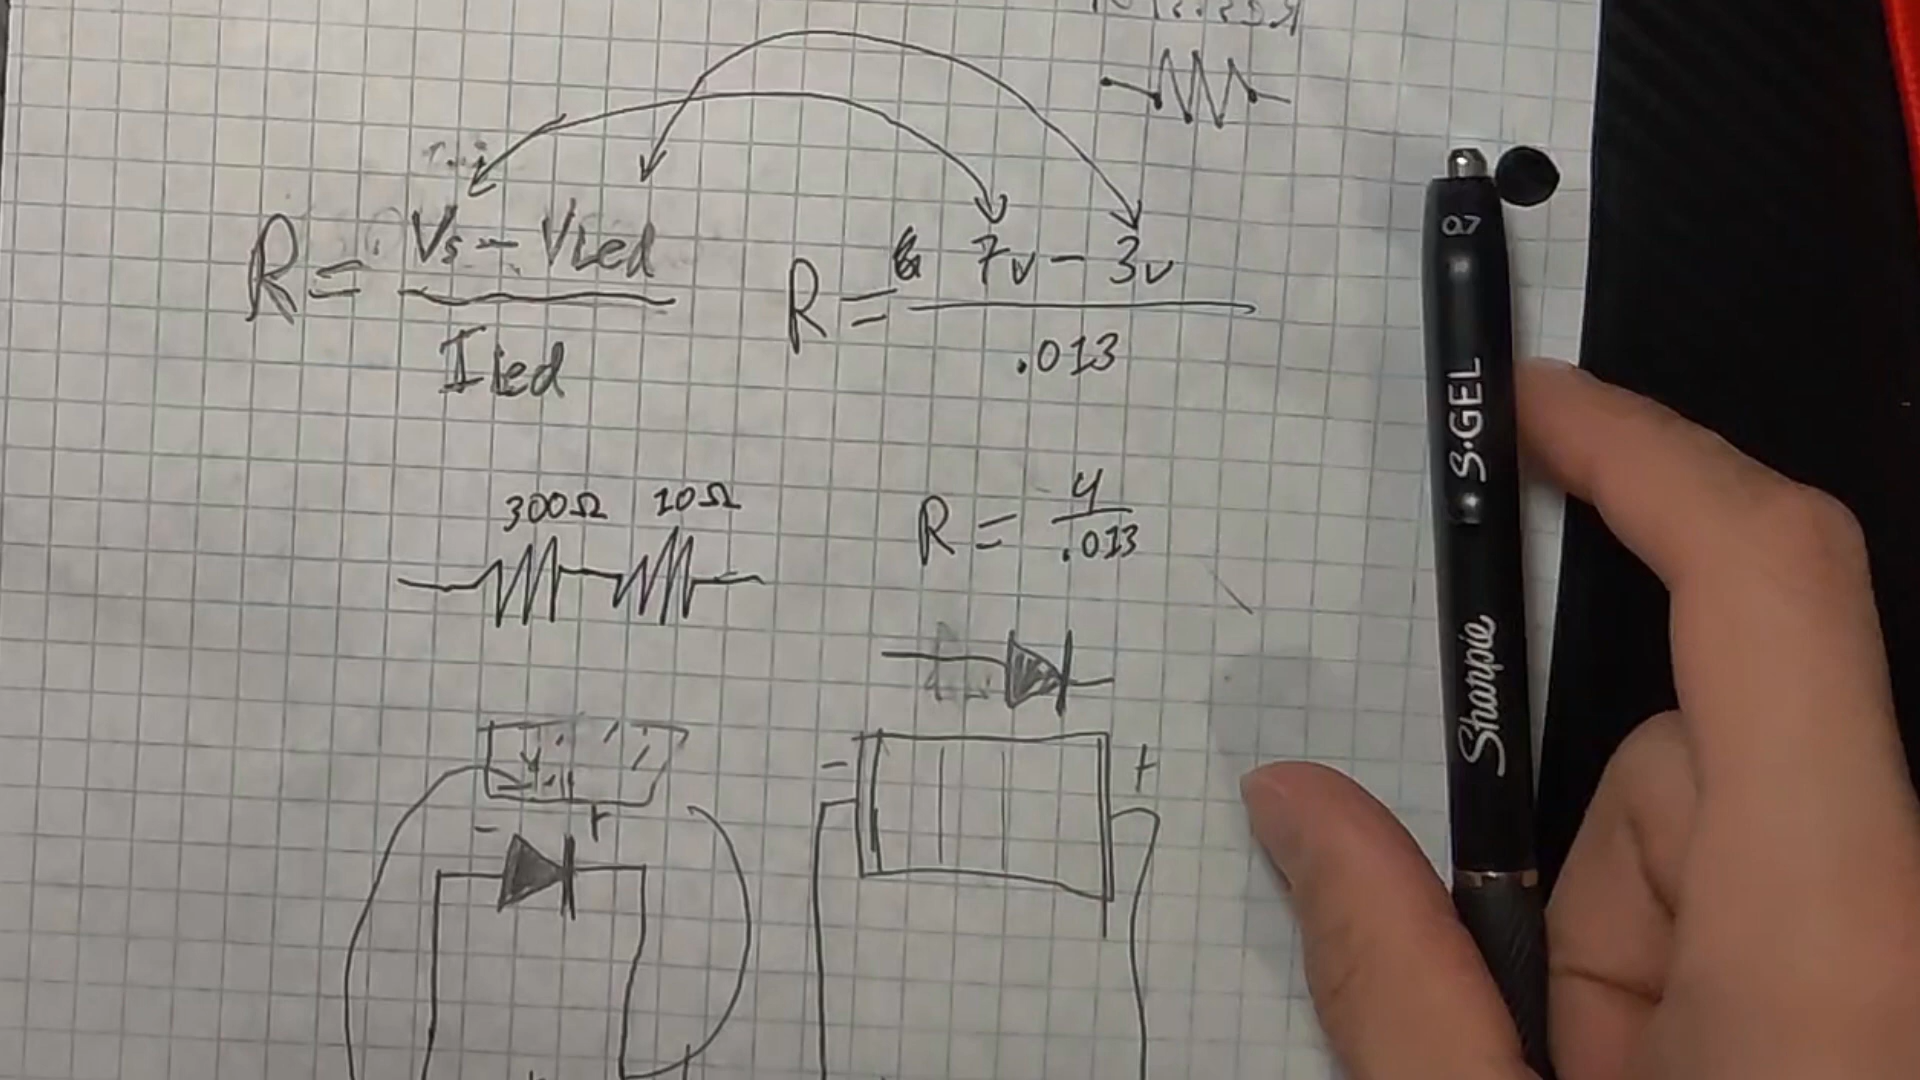 R = Vs - VLed / ILed
R = 7v - 3v / .013
300Ω 10Ω
R = 4 / .013
- +
- +
0.7
S·GEL
Sharpie